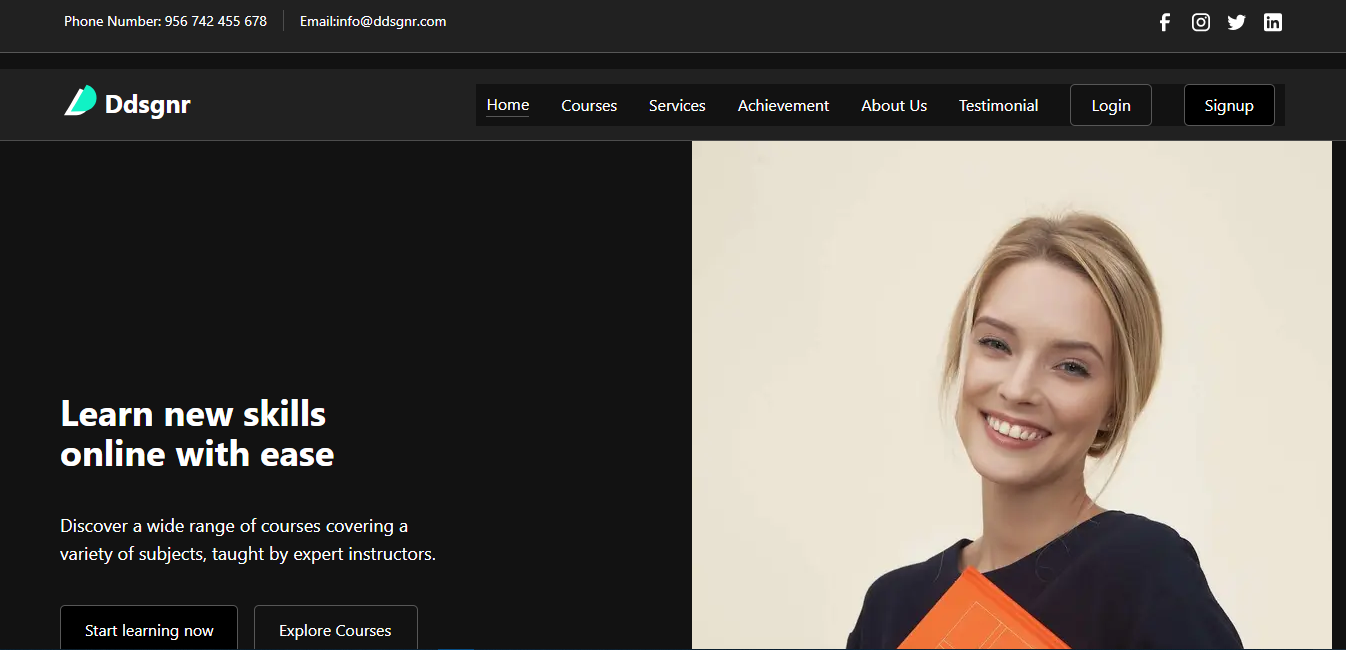 Phone Number: 956 742 455 678
Email:info@ddsgnr.com
Ddsgnr
Home
Courses
Services
Achievement
About Us
Testimonial
Login
Signup
Learn new skills
online with ease
Discover a wide range of courses covering a
variety of subjects, taught by expert instructors.
Start learning now
Explore Courses